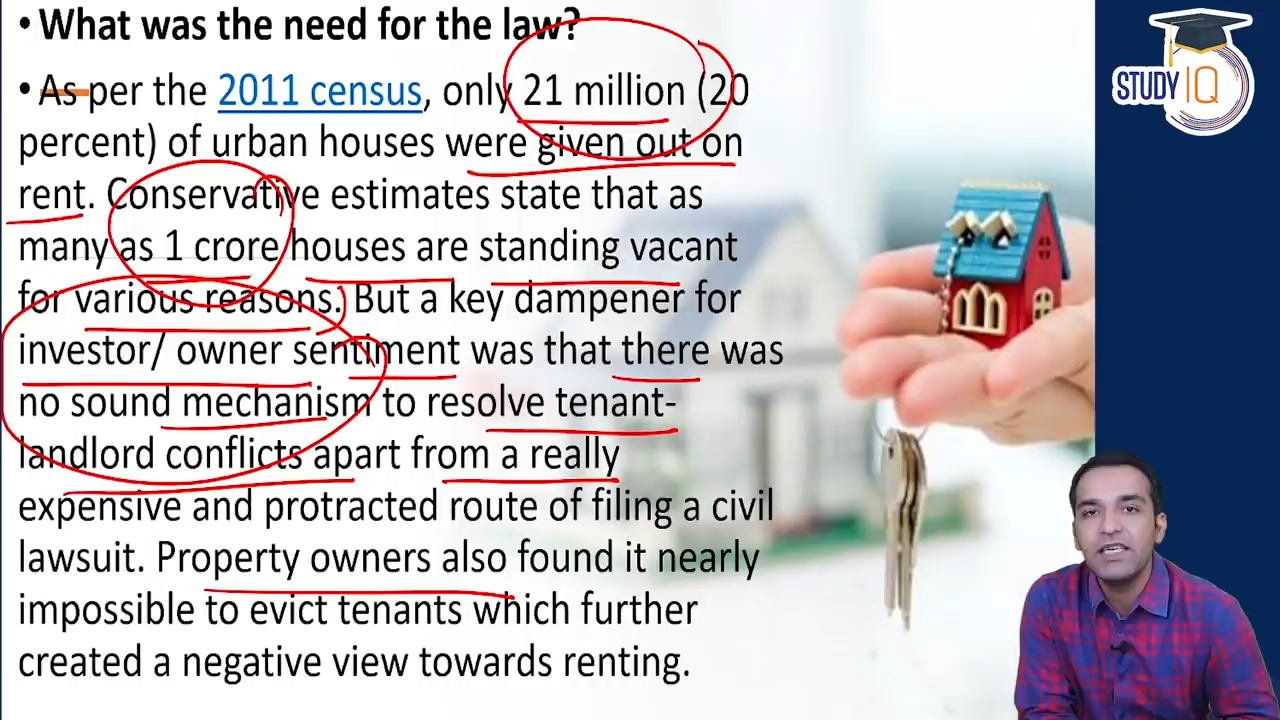 • What was the need for the law?
• As per the 2011 census, only 21 million (20
percent) of urban houses were given out on
rent. Conservative estimates state that as
many as 1 crore houses are standing vacant
for various reasons. But a key dampener for
investor/ owner sentiment was that there was
no sound mechanism to resolve tenant-
landlord conflicts apart from a really
expensive and protracted route of filing a civil
lawsuit. Property owners also found it nearly
impossible to evict tenants which further
created a negative view towards renting.
STUDY IQ